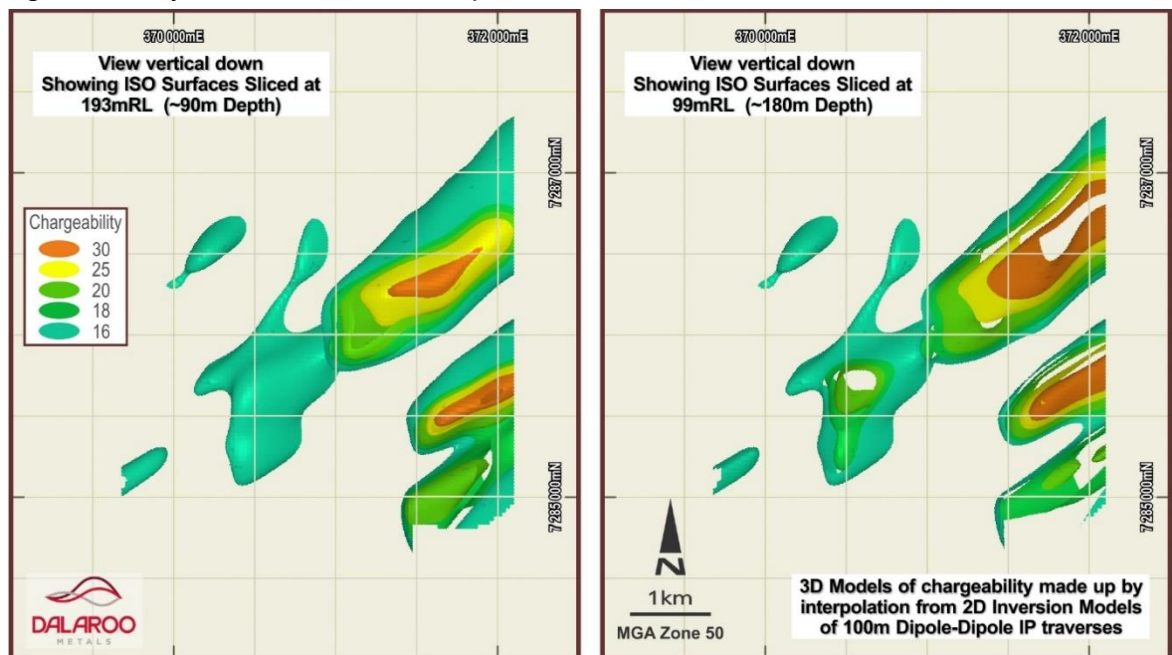 370 000mE
372 000mE
View vertical down
Showing ISO Surfaces Sliced at
193mRL (~90m Depth)
7 287 000mN
Chargeability
30
25
20
18
16
7 285 000mN
DALAROO
METALS
370 000mE
372 000mE
View vertical down
Showing ISO Surfaces Sliced at
99mRL (~180m Depth)
7 287 000mN
7 285 000mN
N
1km
MGA Zone 50
3D Models of chargeability made up by
interpolation from 2D Inversion Models
of 100m Dipole-Dipole IP traverses